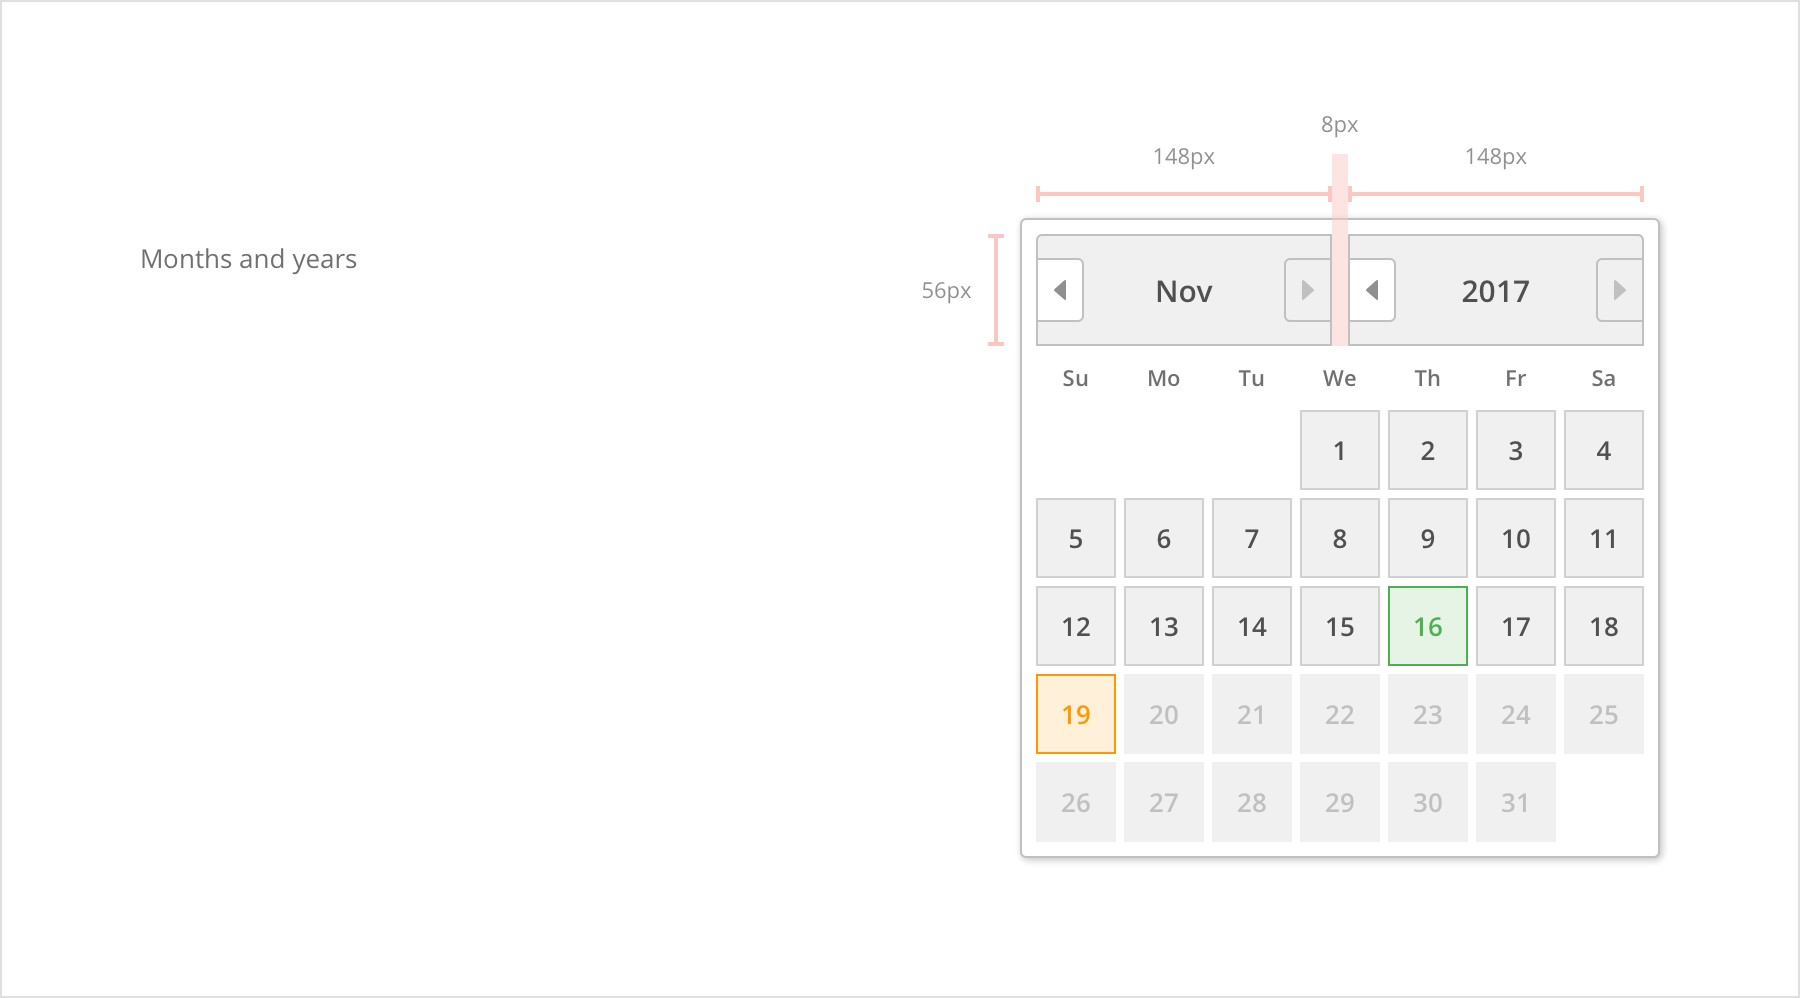 8px
148px 148px
Months and years
56px
Nov 2017
Su Mo Tu We Th Fr Sa
1 2 3 4
5 6 7 8 9 10 11
12 13 14 15 16 17 18
19 20 21 22 23 24 25
26 27 28 29 30 31